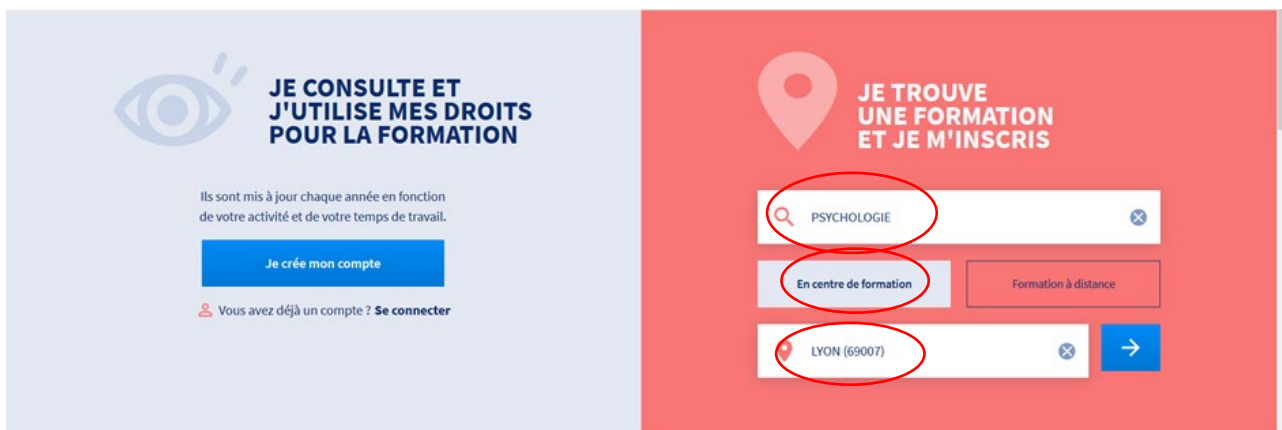 JE CONSULTE ET
J'UTILISE MES DROITS
POUR LA FORMATION
Ils sont mis à jour chaque année en fonction
de votre activité et de votre temps de travail.
Je crée mon compte
Vous avez déjà un compte ? Se connecter
JE TROUVE
UNE FORMATION
ET JE M'INSCRIS
PSYCHOLOGIE
En centre de formation
Formation à distance
LYON (69007)